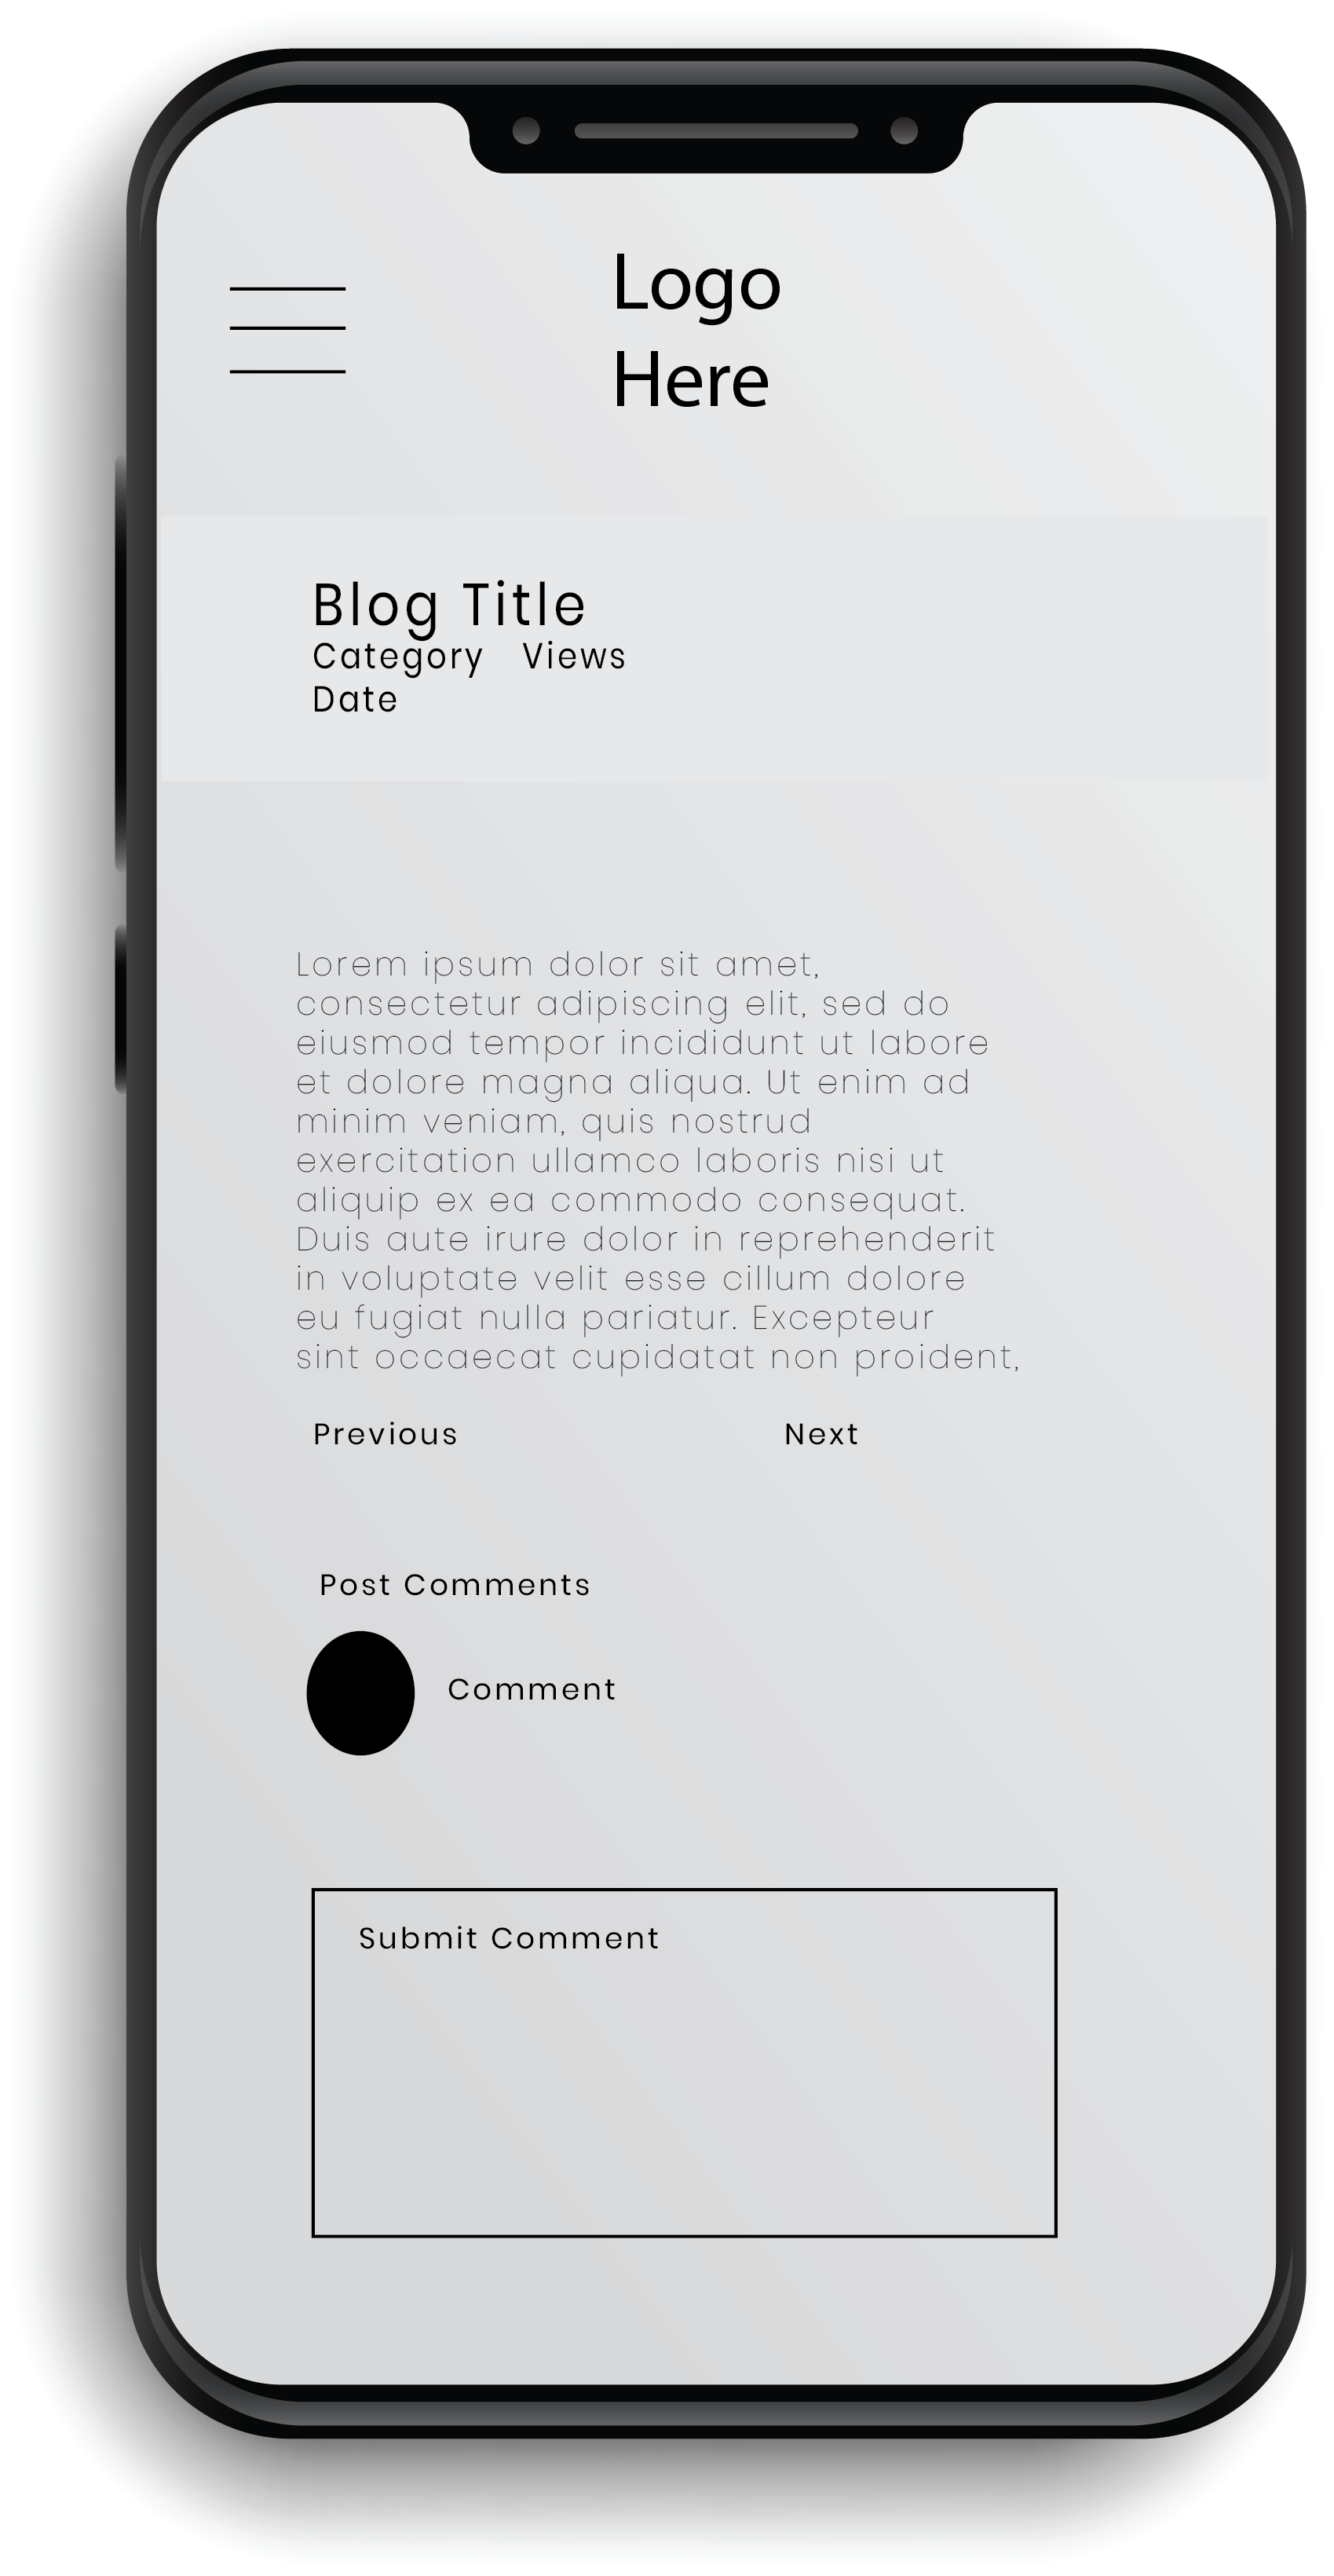 Logo
Here
Blog Title
Category Views
Date
Lorem ipsum dolor sit amet,
consectetur adipiscing elit, sed do
eiusmod tempor incididunt ut labore
et dolore magna aliqua. Ut enim ad
minim veniam, quis nostrud
exercitation ullamco laboris nisi ut
aliquip ex ea commodo consequat.
Duis aute irure dolor in reprehenderit
in voluptate velit esse cillum dolore
eu fugiat nulla pariatur. Excepteur
sint occaecat cupidatat non proident,
Previous Next
Post Comments
Comment
Submit Comment